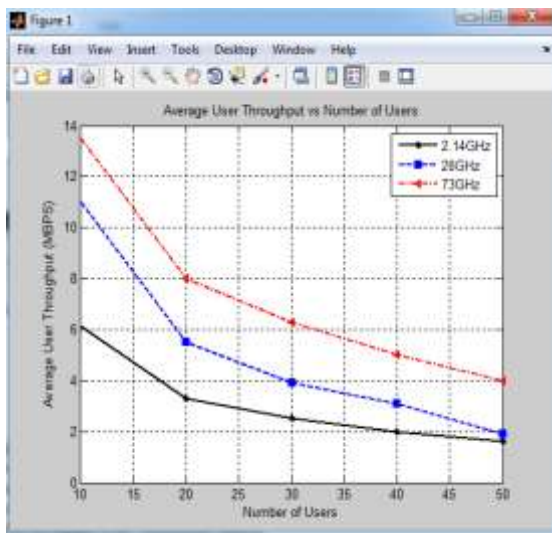 Figure 1
File Edit View Insert Tools Desktop Window Help
Average User Throughput vs Number of Users
2.14GHz
28GHz
73GHz
Average User Throughput (MBPS)
14
12
10
8
6
4
2
0
10 15 20 25 30 35 40 45 50
Number of Users